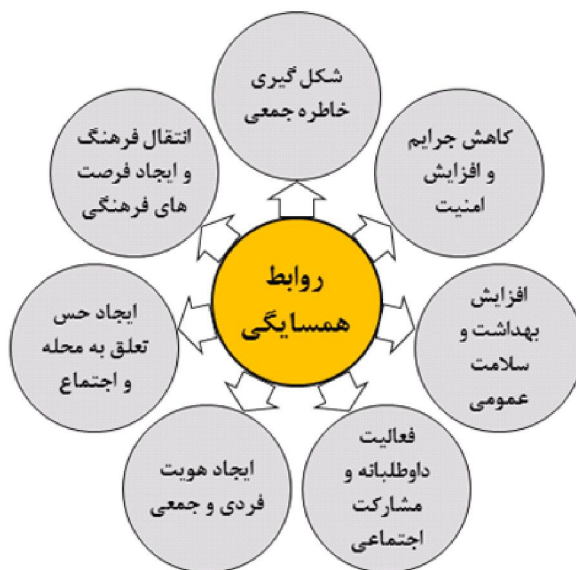 شکل گیری
خاطره جمعی
کاهش جرایم
و افزایش
امنیت
افزایش
بهداشت و
سلامت
عمومی
فعالیت
داوطلبانه و
مشارکت
اجتماعی
ایجاد هویت
فردی و جمعی
ایجاد حس
تعلق به محله
و اجتماع
انتقال فرهنگ
و ایجاد فرصت
های فرهنگی
روابط
همسایگی